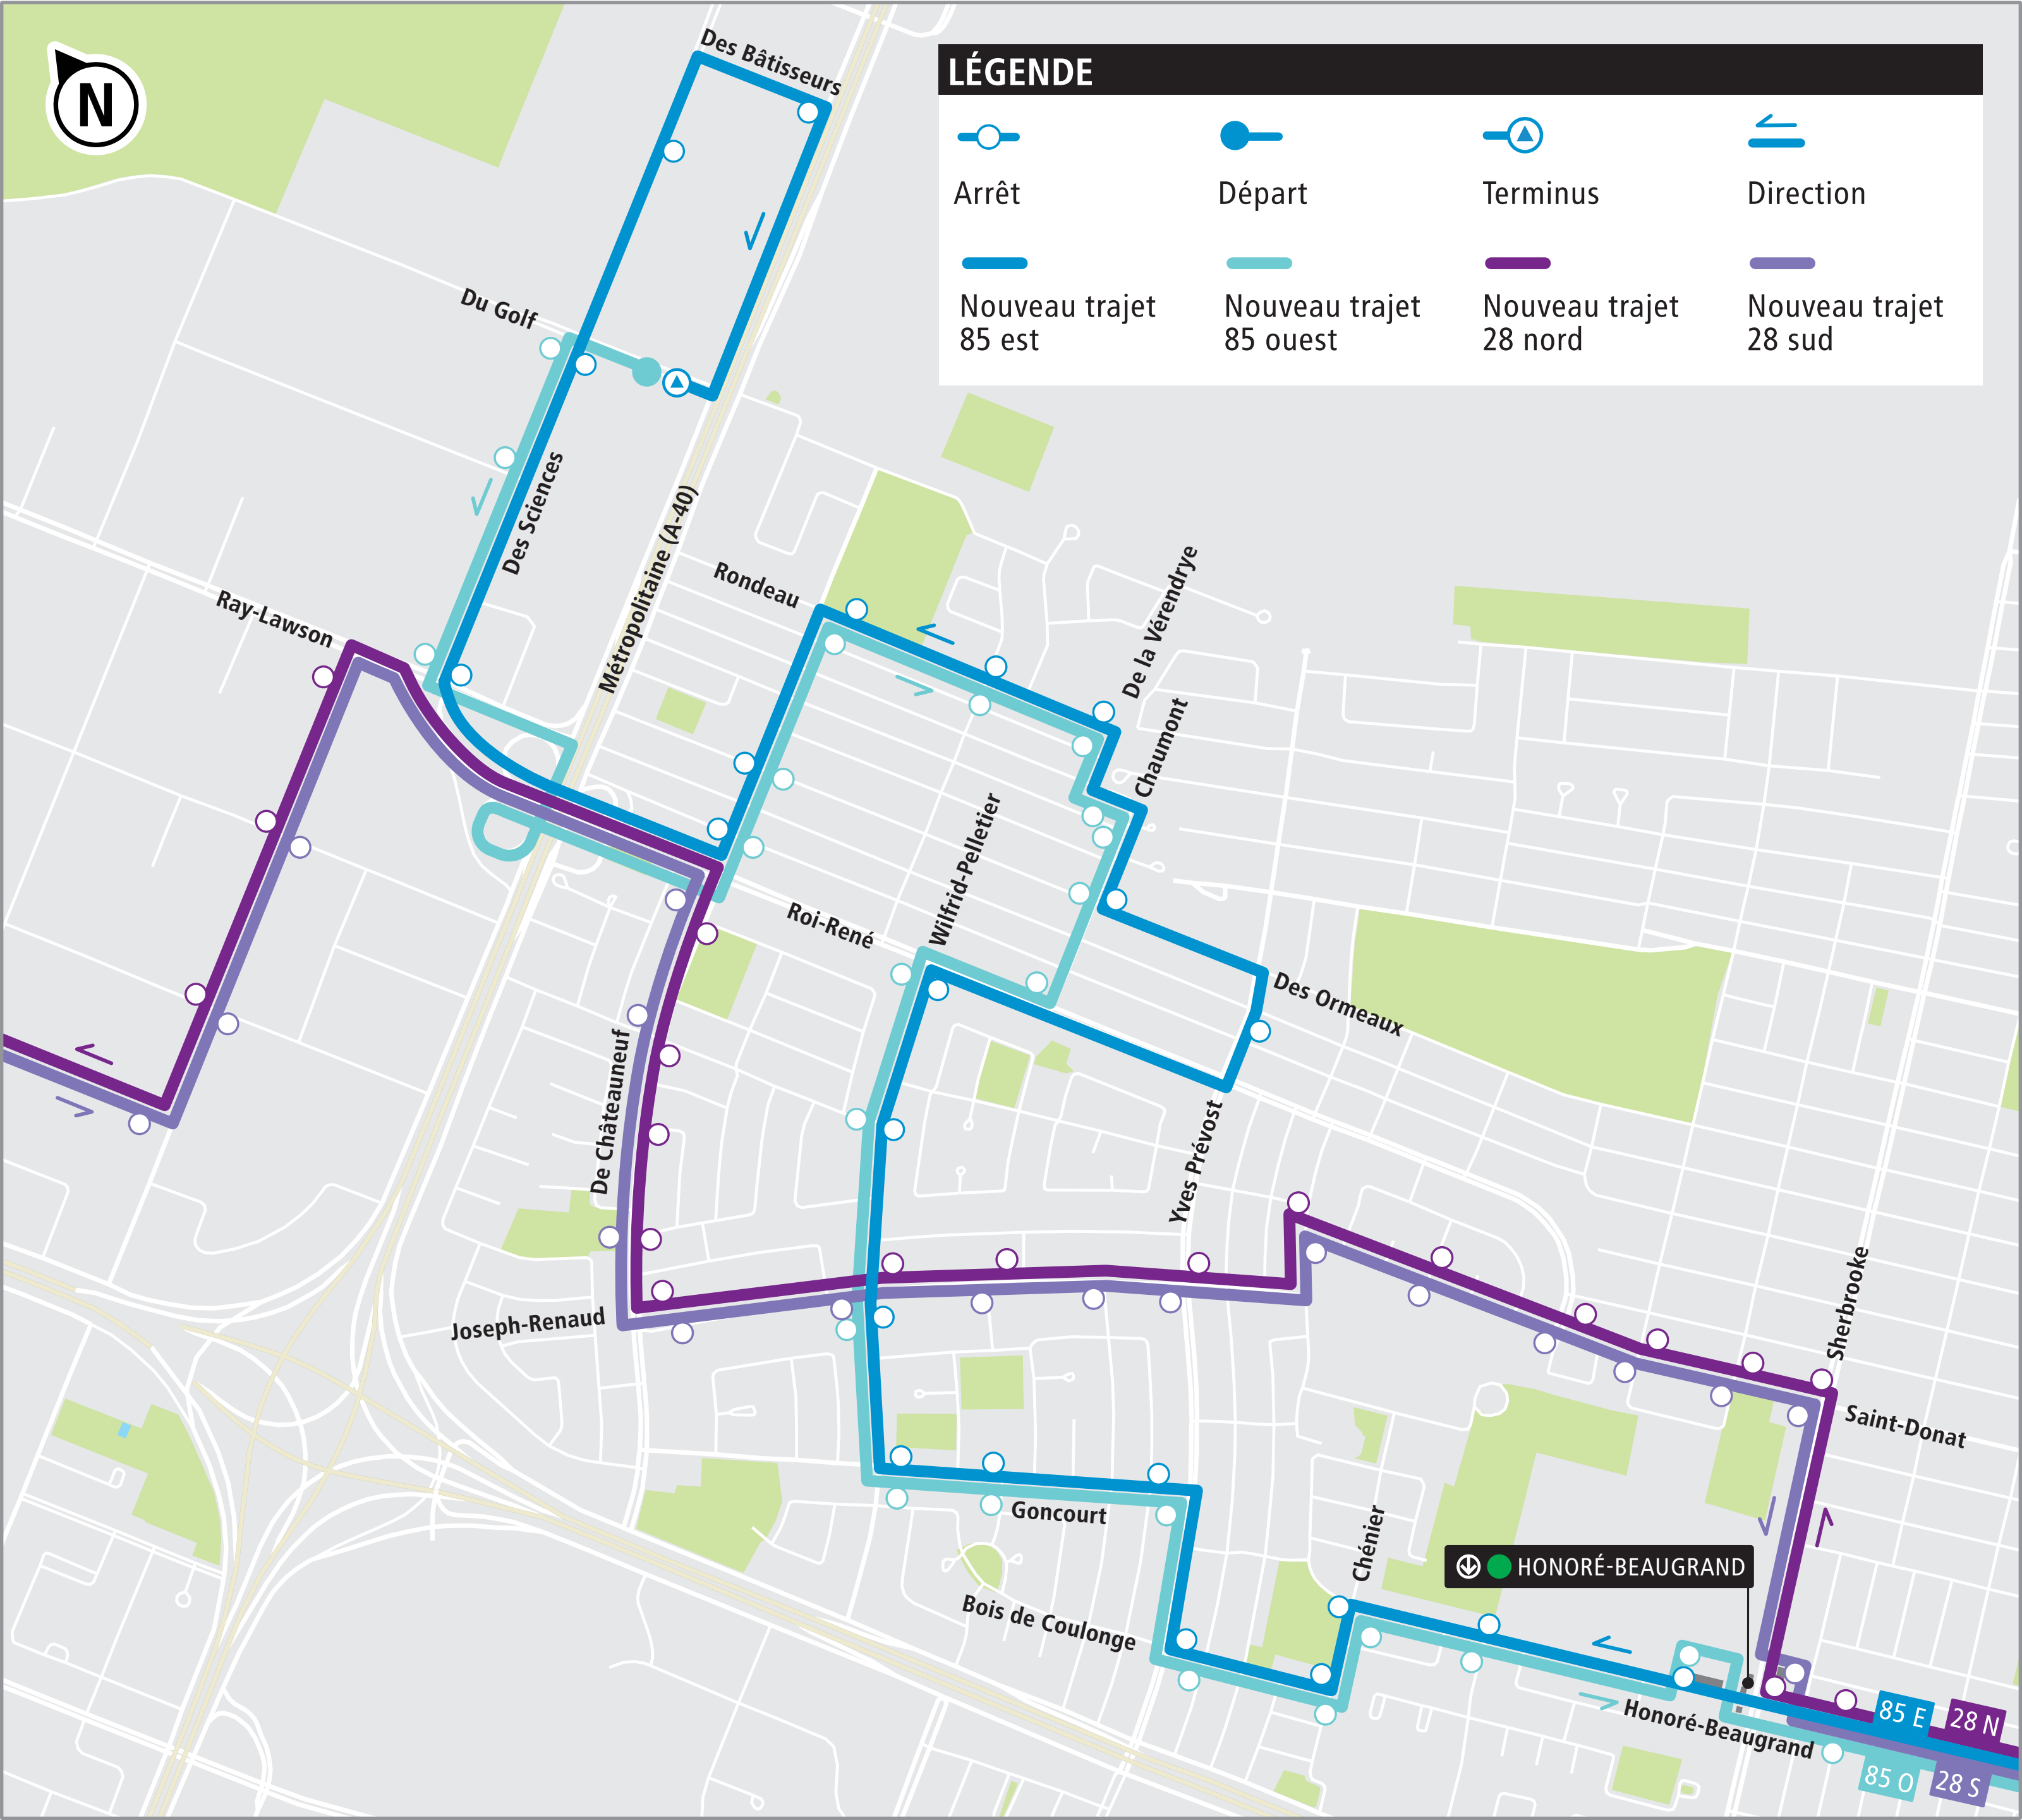 N
LÉGENDE
Arrêt
Départ
Terminus
Direction
Nouveau trajet
85 est
Nouveau trajet
85 ouest
Nouveau trajet
28 nord
Nouveau trajet
28 sud
Des Bâtisseurs
Du Golf
Des Sciences
Métropolitaine (A-40)
Ray-Lawson
Rondeau
De la Vérendrye
Chaumont
Wilfrid-Pelletier
Roi-René
Des Ormeaux
De Châteauneuf
Yves Prévost
Joseph-Renaud
Sherbrooke
Saint-Donat
Goncourt
Chénier
HONORÉ-BEAUGRAND
Bois de Coulonge
Honoré-Beaugrand
85 E
28 N
85 O
28 S